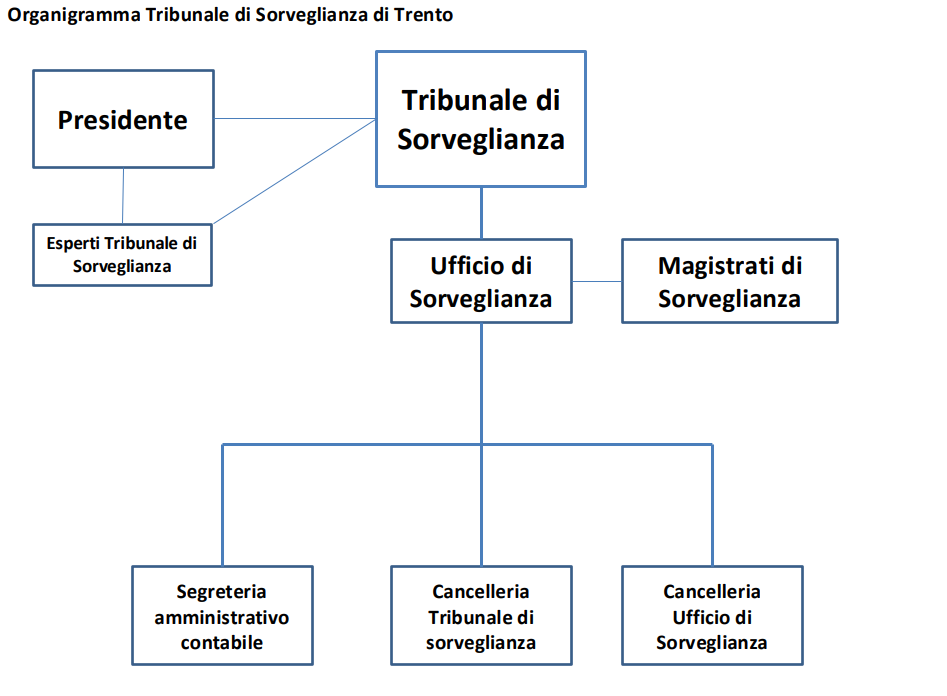 Organigramma Tribunale di Sorveglianza di Trento
Presidente
Tribunale di
Sorveglianza
Esperti Tribunale di
Sorveglianza
Ufficio di
Sorveglianza
Magistrati di
Sorveglianza
Segreteria
amministrativo
contabile
Cancelleria
Tribunale di
sorveglianza
Cancelleria
Ufficio di
Sorveglianza